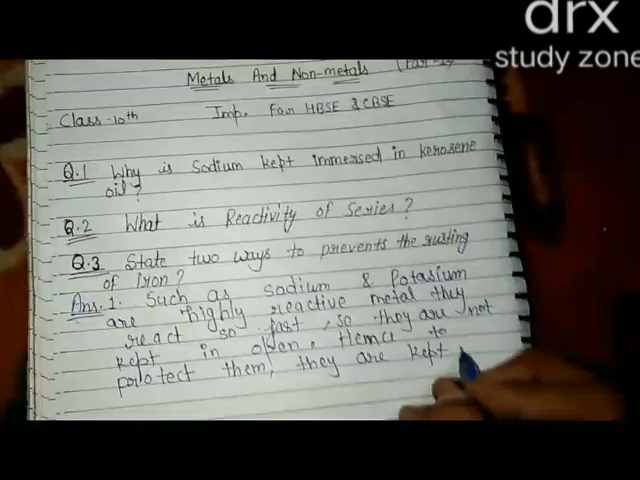 drx
study zone
Metals And Non-metals (Part-1)
Class-10th Imp. For HBSE & CBSE
Q.1 Why is Sodium kept immersed in kerosene
oil?
Q.2 What is Reactivity of Series?
Q.3 State two ways to prevents the rusting
of Iron?
Ans.1. Such as sodium & Potasium
are highly reactive metal they
react so fast, so they are not
kept in open. Hence to
protect them, they are kept